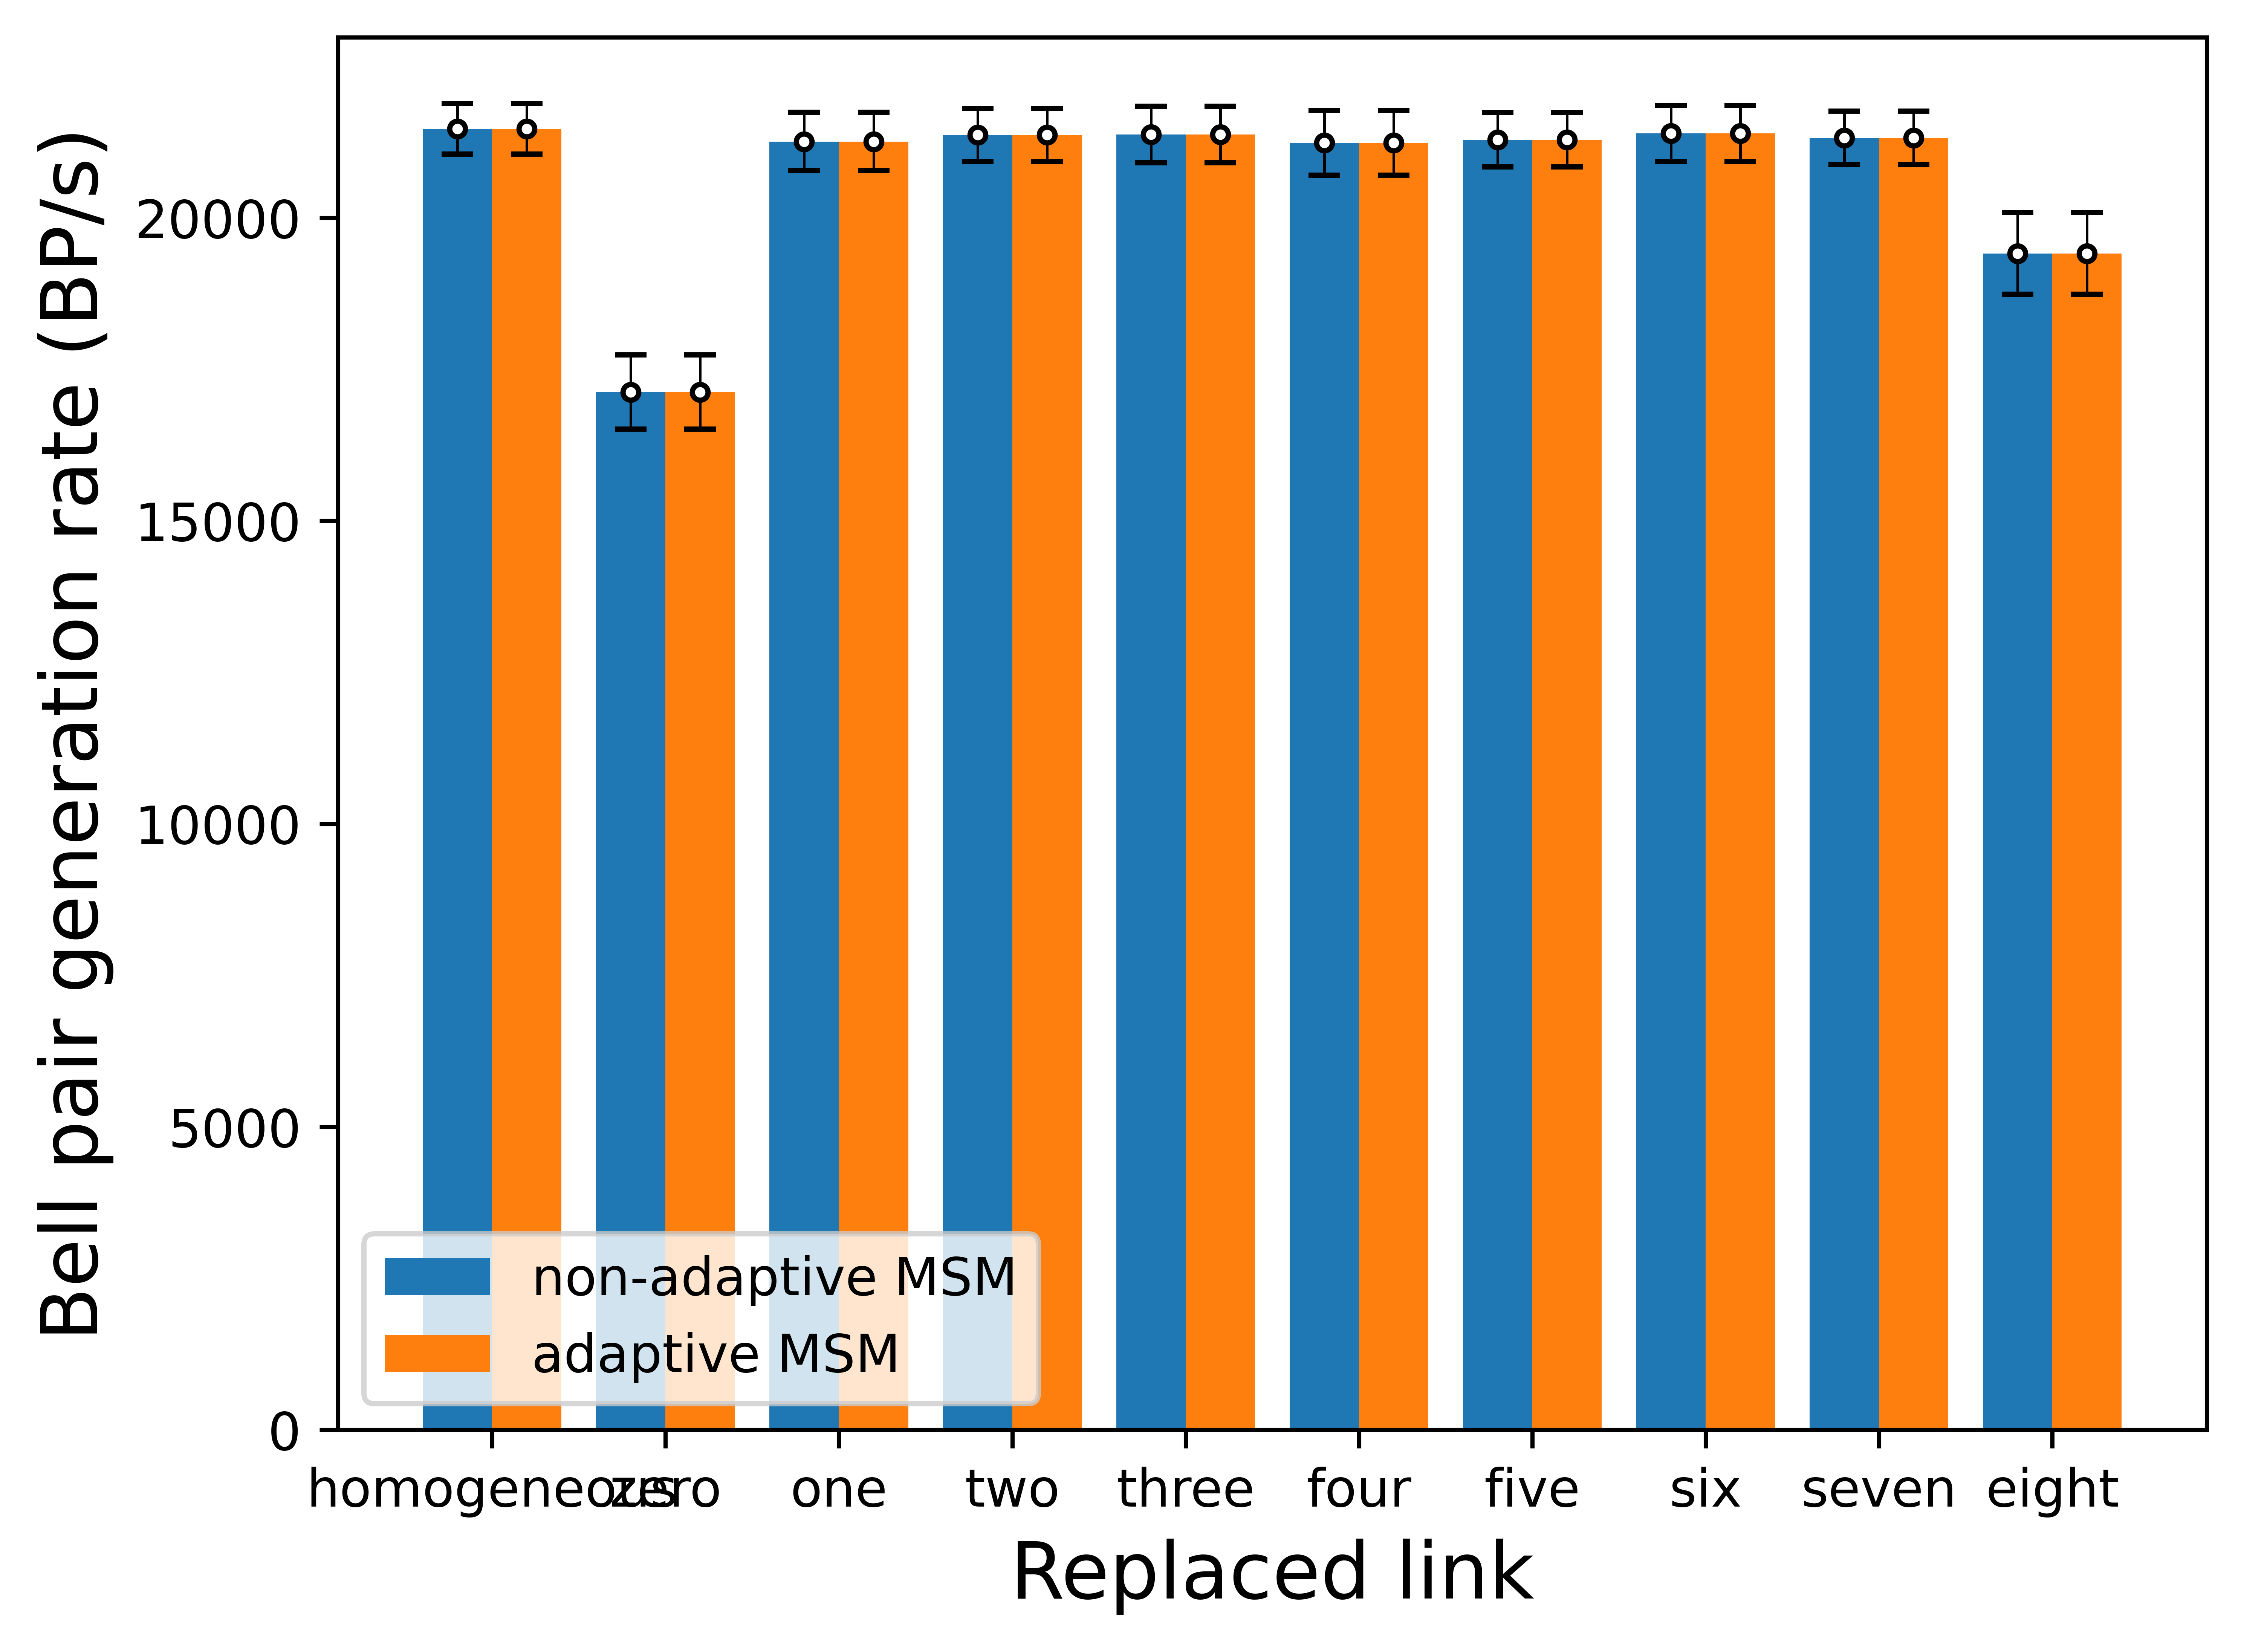 Bell pair generation rate (BP/s)
20000
15000
10000
5000
0
non-adaptive MSM
adaptive MSM
homogeneous zero one two three four five six seven eight
Replaced link